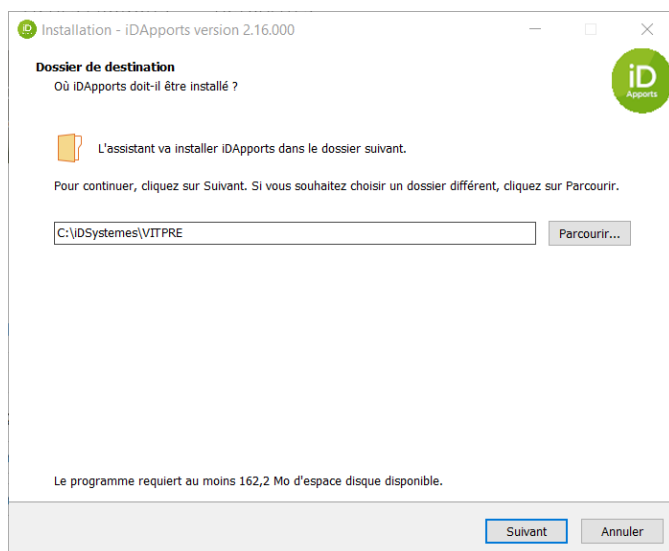 Installation - iDApports version 2.16.000
Dossier de destination
Où iDApports doit-il être installé ?
iD
Apports
L'assistant va installer iDApports dans le dossier suivant.
Pour continuer, cliquez sur Suivant. Si vous souhaitez choisir un dossier différent, cliquez sur Parcourir.
C:\iDSystemes\VITPRE
Parcourir...
Le programme requiert au moins 162,2 Mo d'espace disque disponible.
Suivant
Annuler